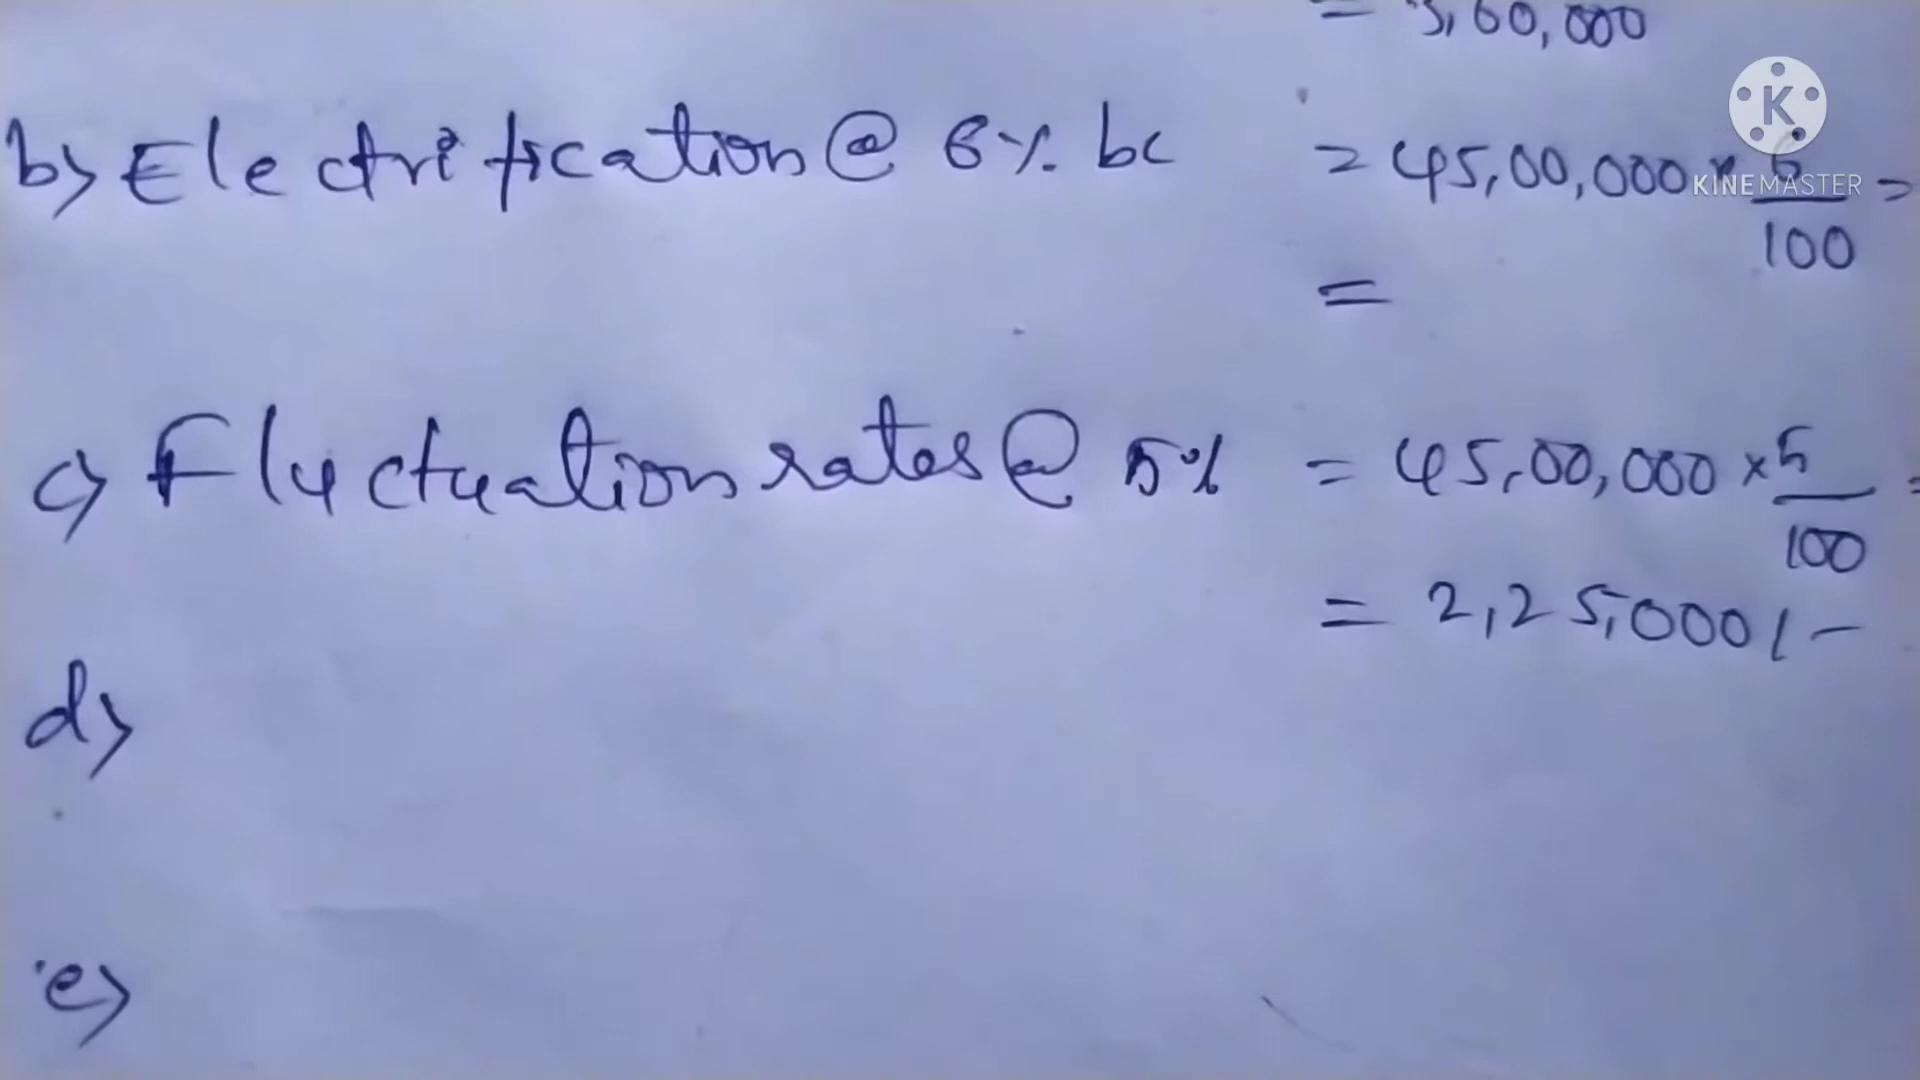 = 3,60,000
b) Electrification @ 6% bc = 45,00,000 × 6/100 =
=
c) Fluctuation rates @ 5% = 45,00,000 × 5/100 =
= 2,25,000/-
d)
e)
K
KINEMASTER